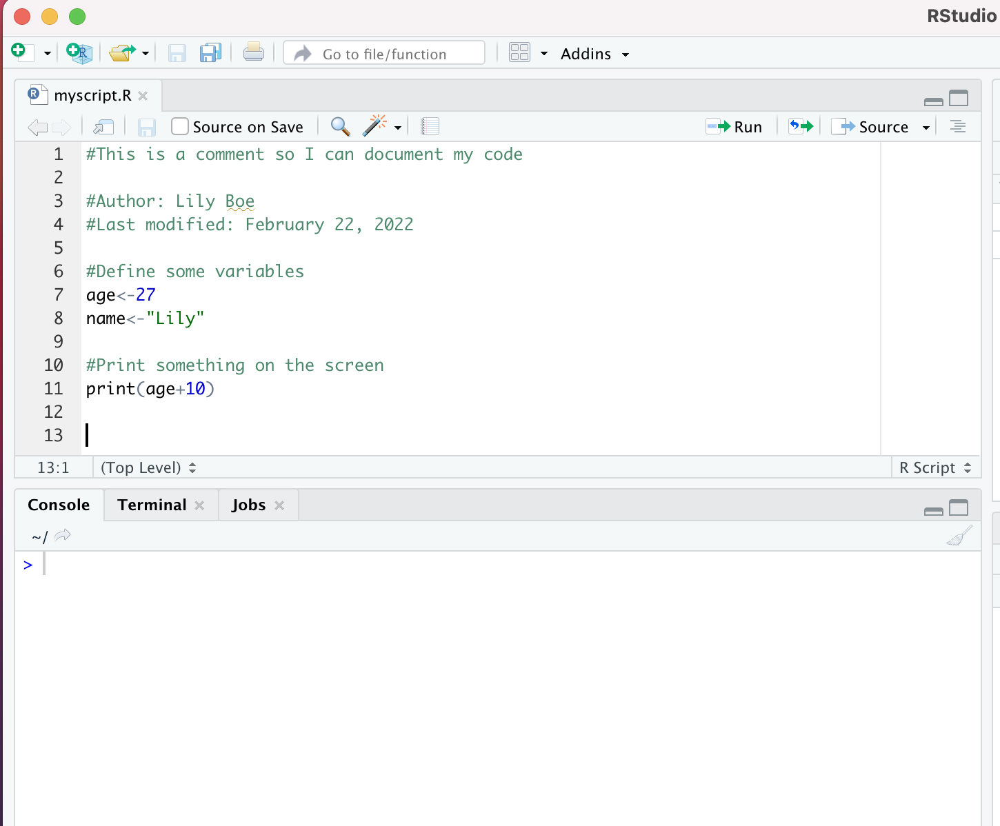 RStudio
Go to file/function
Addins
myscript.R
Source on Save
Run
Source
1 #This is a comment so I can document my code
2
3 #Author: Lily Boe
4 #Last modified: February 22, 2022
5
6 #Define some variables
7 age<-27
8 name<-"Lily"
9
10 #Print something on the screen
11 print(age+10)
12
13
13:1 (Top Level) R Script
Console Terminal Jobs
~/
>